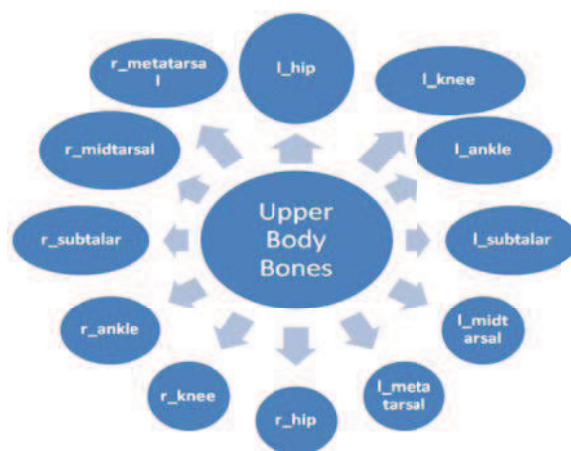 l_hip
r_metatarsa
l
l_knee
r_midtarsal
l_ankle
Upper
Body
Bones
r_subtalar
l_subtalar
r_ankle
l_midt
arsal
r_knee
l_meta
tarsal
r_hip